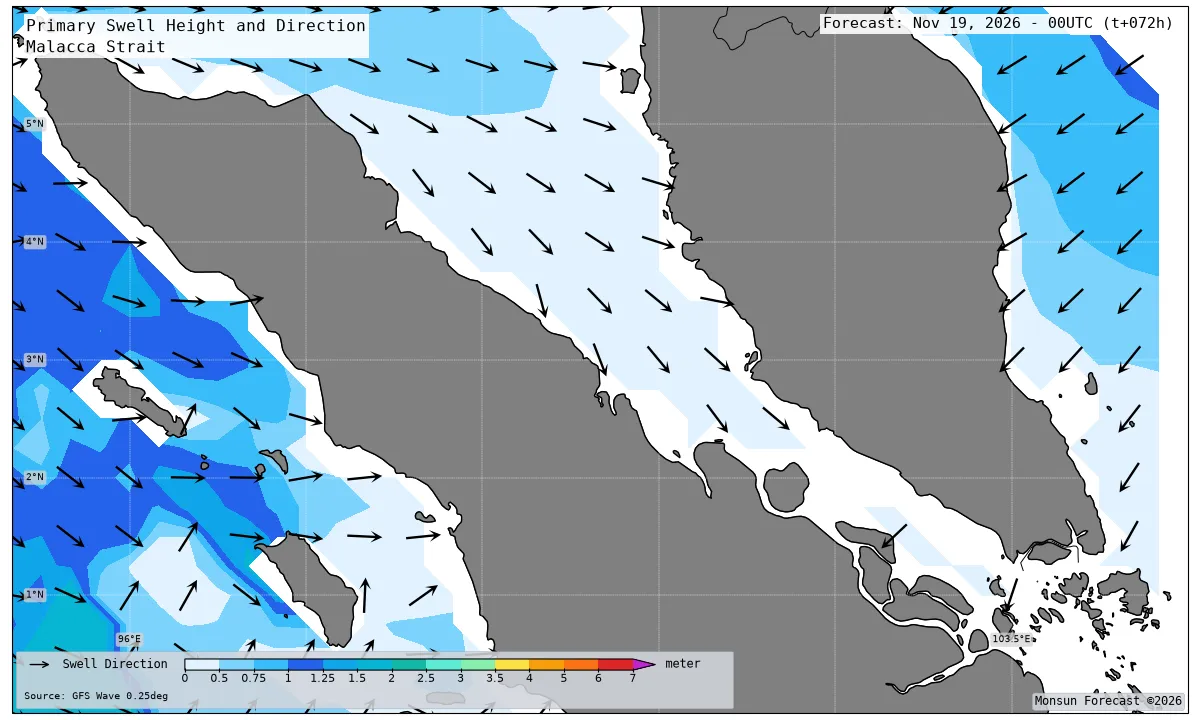 Primary Swell Height and Direction
Malacca Strait
Forecast: Nov 19, 2026 - 00UTC (t+072h)
5°N
4°N
3°N
2°N
1°N
96°E
103.5°E
Swell Direction
0 0.5 0.75 1 1.25 1.5 2 2.5 3 3.5 4 5 6 7
meter
Source: GFS Wave 0.25deg
Monsun Forecast ©2026